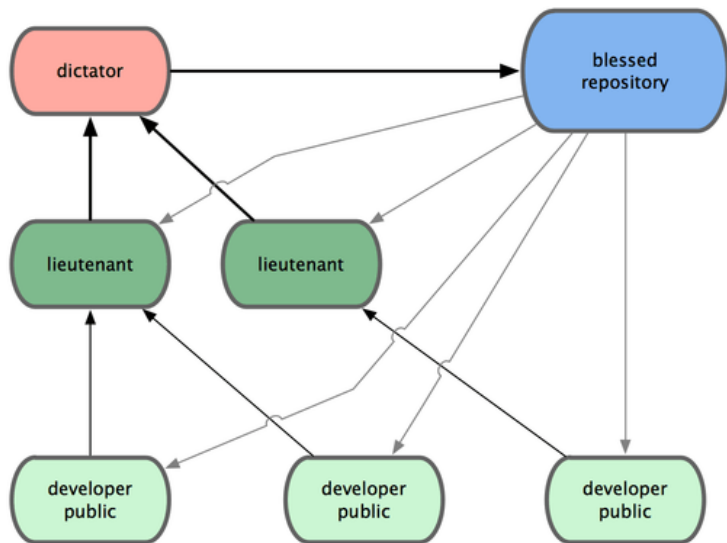 dictator
blessed
repository
lieutenant
lieutenant
developer
public
developer
public
developer
public